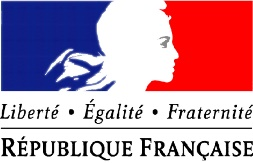 Liberté • Égalité • Fraternité
RÉPUBLIQUE FRANÇAISE